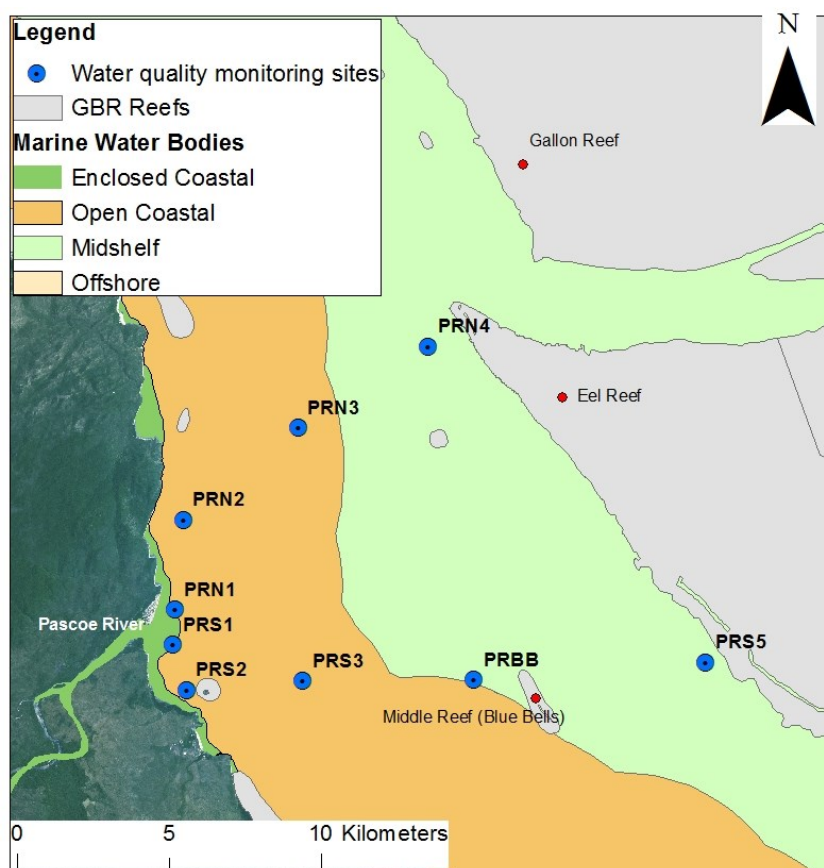 Legend
Water quality monitoring sites
GBR Reefs
Marine Water Bodies
Enclosed Coastal
Open Coastal
Midshelf
Offshore
N
Gallon Reef
PRN4
Eel Reef
PRN3
PRN2
PRN1
Pascoe River
PRS1
PRS2
PRS3
PRBB
PRS5
Middle Reef (Blue Bells)
0 5 10 Kilometers